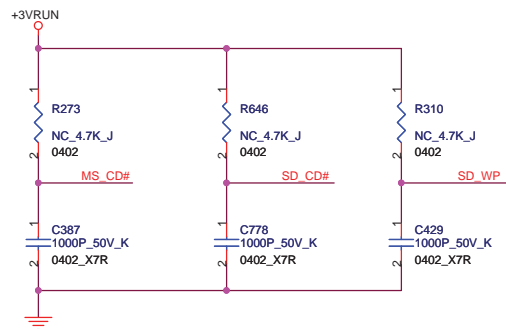 +3VRUN
1
R273
NC_4.7K_J
2
0402
MS_CD#
1
C387
1000P_50V_K
2
0402_X7R
1
R646
NC_4.7K_J
2
0402
SD_CD#
1
C778
1000P_50V_K
2
0402_X7R
1
R310
NC_4.7K_J
2
0402
SD_WP
1
C429
1000P_50V_K
2
0402_X7R